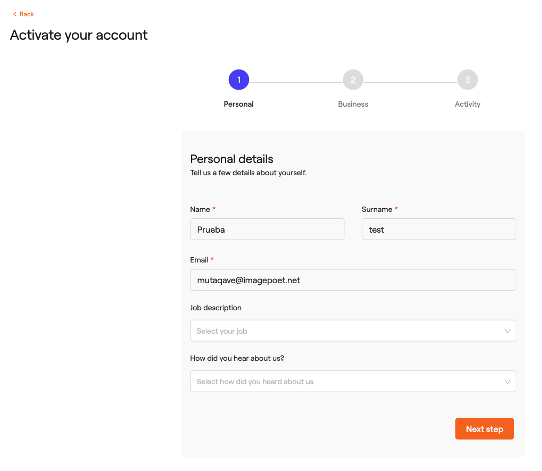 Back
Activate your account
1 2 3
Personal Business Activity
Personal details
Tell us a few details about yourself.
Name * Surname *
Prueba test
Email *
mutaqave@imagepoet.net
Job description
Select your job
How did you hear about us?
Select how did you heard about us
Next step